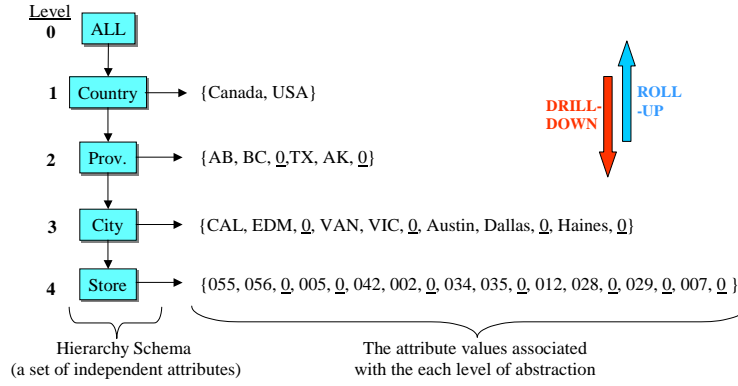 Level
0 ALL
1 Country {Canada, USA}
DRILL-
DOWN
ROLL
-UP
2 Prov. {AB, BC, 0,TX, AK, 0}
3 City {CAL, EDM, 0, VAN, VIC, 0, Austin, Dallas, 0, Haines, 0}
4 Store {055, 056, 0, 005, 0, 042, 002, 0, 034, 035, 0, 012, 028, 0, 029, 0, 007, 0 }
Hierarchy Schema
(a set of independent attributes)
The attribute values associated
with the each level of abstraction